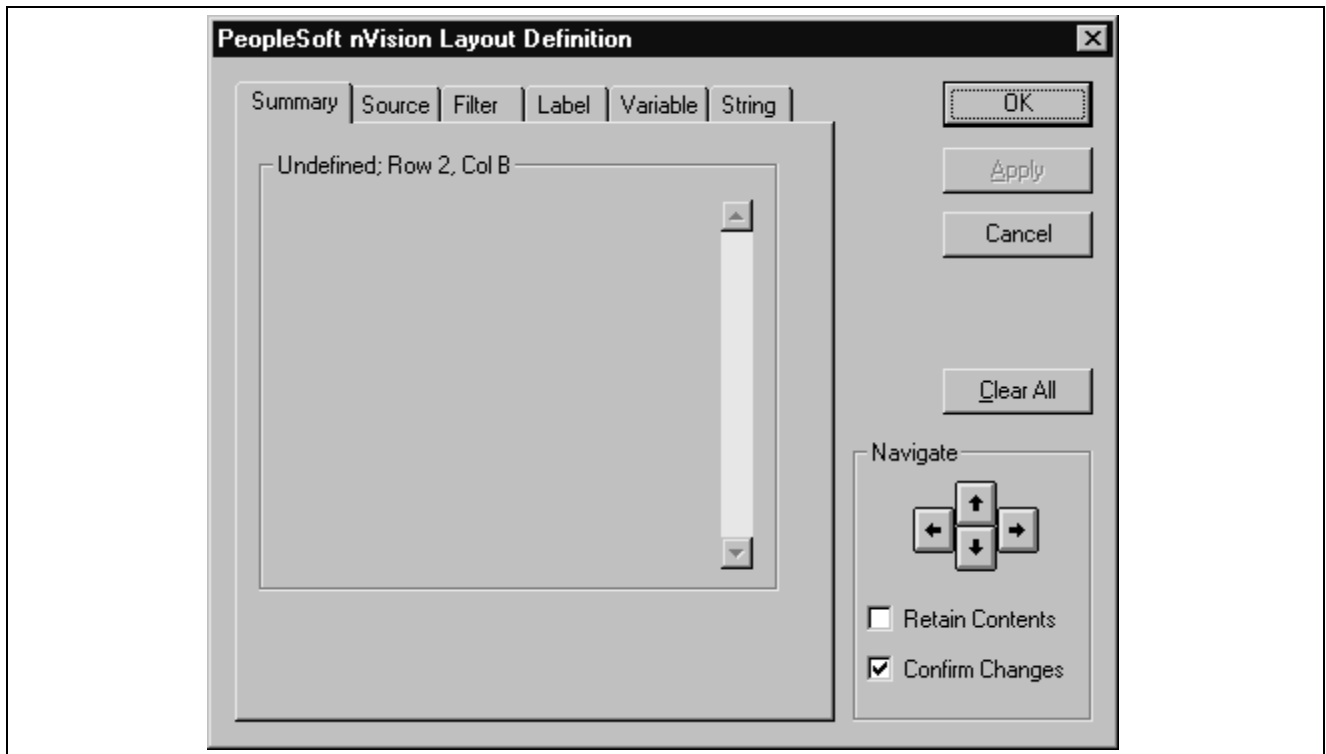 PeopleSoft nVision Layout Definition
Summary Source Filter Label Variable String
Undefined; Row 2, Col B
OK
Apply
Cancel
Clear All
Navigate
Retain Contents
Confirm Changes